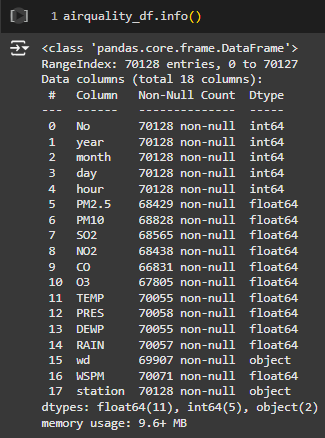 1 airquality_df.info()
<class 'pandas.core.frame.DataFrame'>
RangeIndex: 70128 entries, 0 to 70127
Data columns (total 18 columns):
 #   Column   Non-Null Count  Dtype
---  ------   --------------  -----
 0   No       70128 non-null  int64
 1   year     70128 non-null  int64
 2   month    70128 non-null  int64
 3   day      70128 non-null  int64
 4   hour     70128 non-null  int64
 5   PM2.5    68429 non-null  float64
 6   PM10     68828 non-null  float64
 7   SO2      68565 non-null  float64
 8   NO2      68438 non-null  float64
 9   CO       66831 non-null  float64
 10  O3       67805 non-null  float64
 11  TEMP     70055 non-null  float64
 12  PRES     70058 non-null  float64
 13  DEWP     70055 non-null  float64
 14  RAIN     70057 non-null  float64
 15  wd       69907 non-null  object
 16  WSPM     70071 non-null  float64
 17  station  70128 non-null  object
dtypes: float64(11), int64(5), object(2)
memory usage: 9.6+ MB